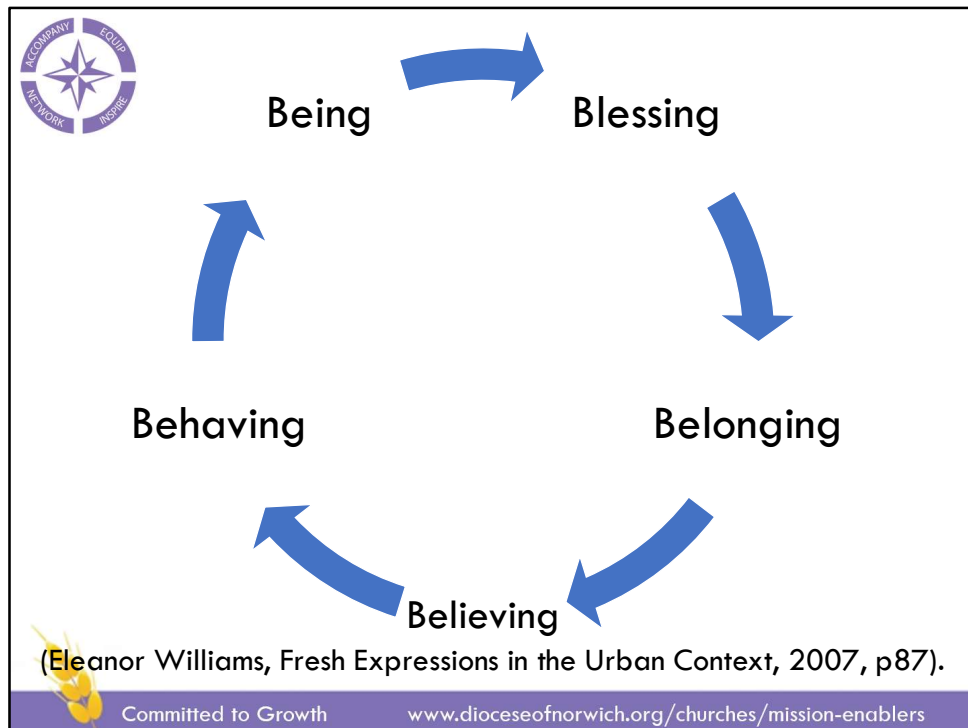 ACCOMPANY
EQUIP
NETWORK
INSPIRE
Being
Blessing
Behaving
Belonging
Believing
(Eleanor Williams, Fresh Expressions in the Urban Context, 2007, p87).
Committed to Growth
www.dioceseofnorwich.org/churches/mission-enablers